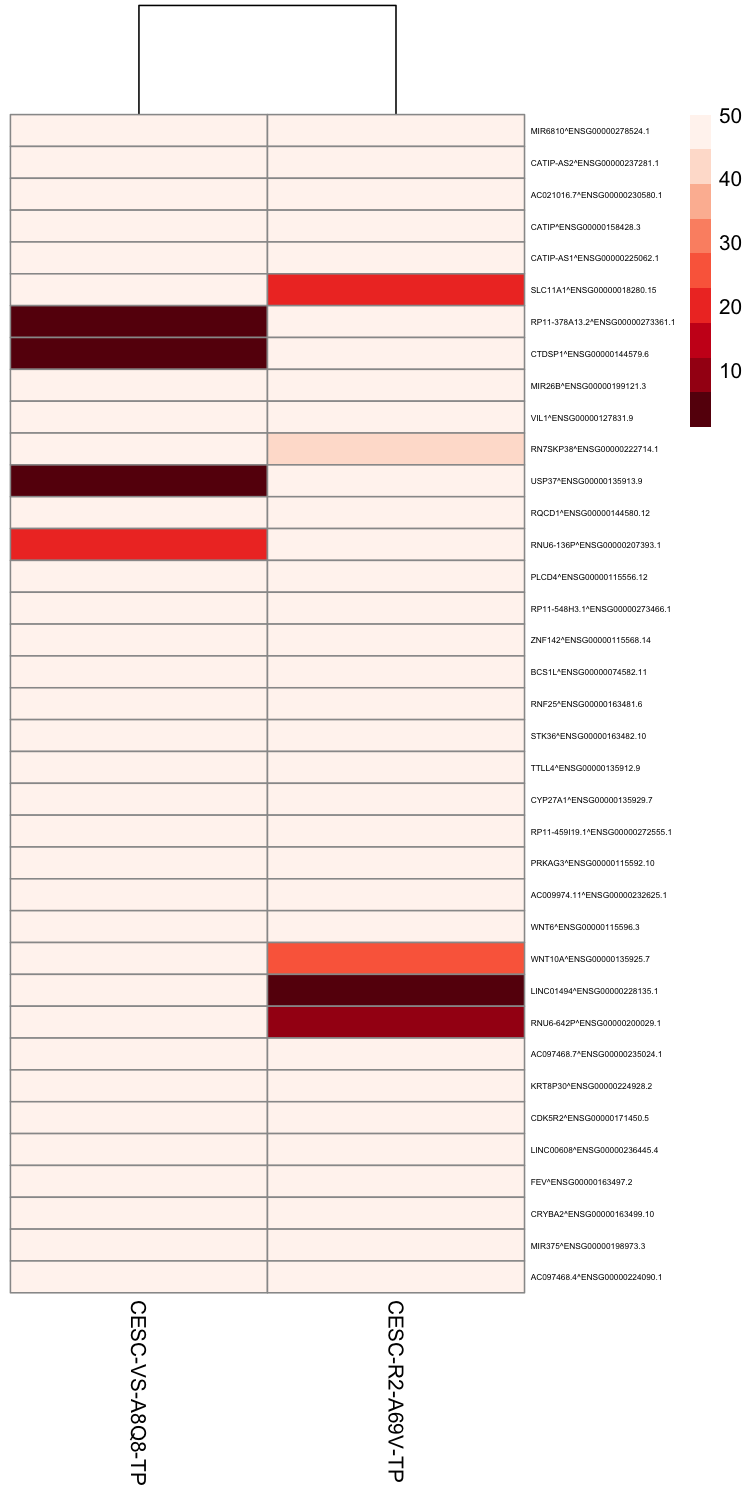 50
40
30
20
10
MIR6810^ENSG00000278524.1
CATIP-AS2^ENSG00000237281.1
AC021016.7^ENSG00000230580.1
CATIP^ENSG00000158428.3
CATIP-AS1^ENSG00000225062.1
SLC11A1^ENSG00000018280.15
RP11-378A13.2^ENSG00000273361.1
CTDSP1^ENSG00000144579.6
MIR26B^ENSG00000199121.3
VIL1^ENSG00000127831.9
RN7SKP38^ENSG00000222714.1
USP37^ENSG00000135913.9
RQCD1^ENSG00000144580.12
RNU6-136P^ENSG00000207393.1
PLCD4^ENSG00000115556.12
RP11-548H3.1^ENSG00000273466.1
ZNF142^ENSG00000115568.14
BCS1L^ENSG00000074582.11
RNF25^ENSG00000163481.6
STK36^ENSG00000163482.10
TTLL4^ENSG00000135912.9
CYP27A1^ENSG00000135929.7
RP11-459I19.1^ENSG00000272555.1
PRKAG3^ENSG00000115592.10
AC009974.11^ENSG00000232625.1
WNT6^ENSG00000115596.3
WNT10A^ENSG00000135925.7
LINC01494^ENSG00000228135.1
RNU6-642P^ENSG00000200029.1
AC097468.7^ENSG00000235024.1
KRT8P30^ENSG00000224928.2
CDK5R2^ENSG00000171450.5
LINC00608^ENSG00000236445.4
FEV^ENSG00000163497.2
CRYBA2^ENSG00000163499.10
MIR375^ENSG00000198973.3
AC097468.4^ENSG00000224090.1
CESC-VS-A8Q8-TP
CESC-R2-A69V-TP